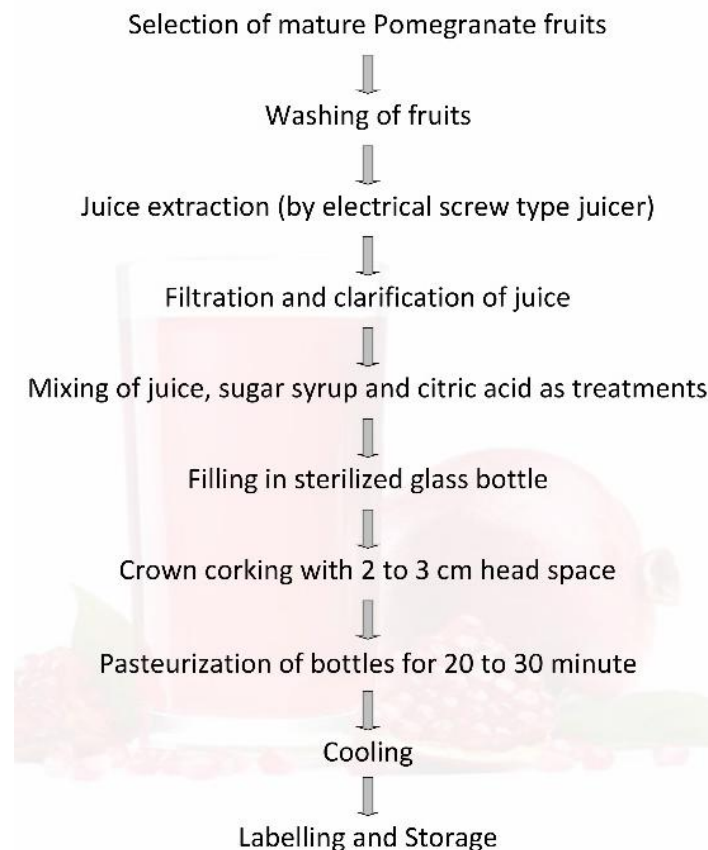 Selection of mature Pomegranate fruits
Washing of fruits
Juice extraction (by electrical screw type juicer)
Filtration and clarification of juice
Mixing of juice, sugar syrup and citric acid as treatments
Filling in sterilized glass bottle
Crown corking with 2 to 3 cm head space
Pasteurization of bottles for 20 to 30 minute
Cooling
Labelling and Storage